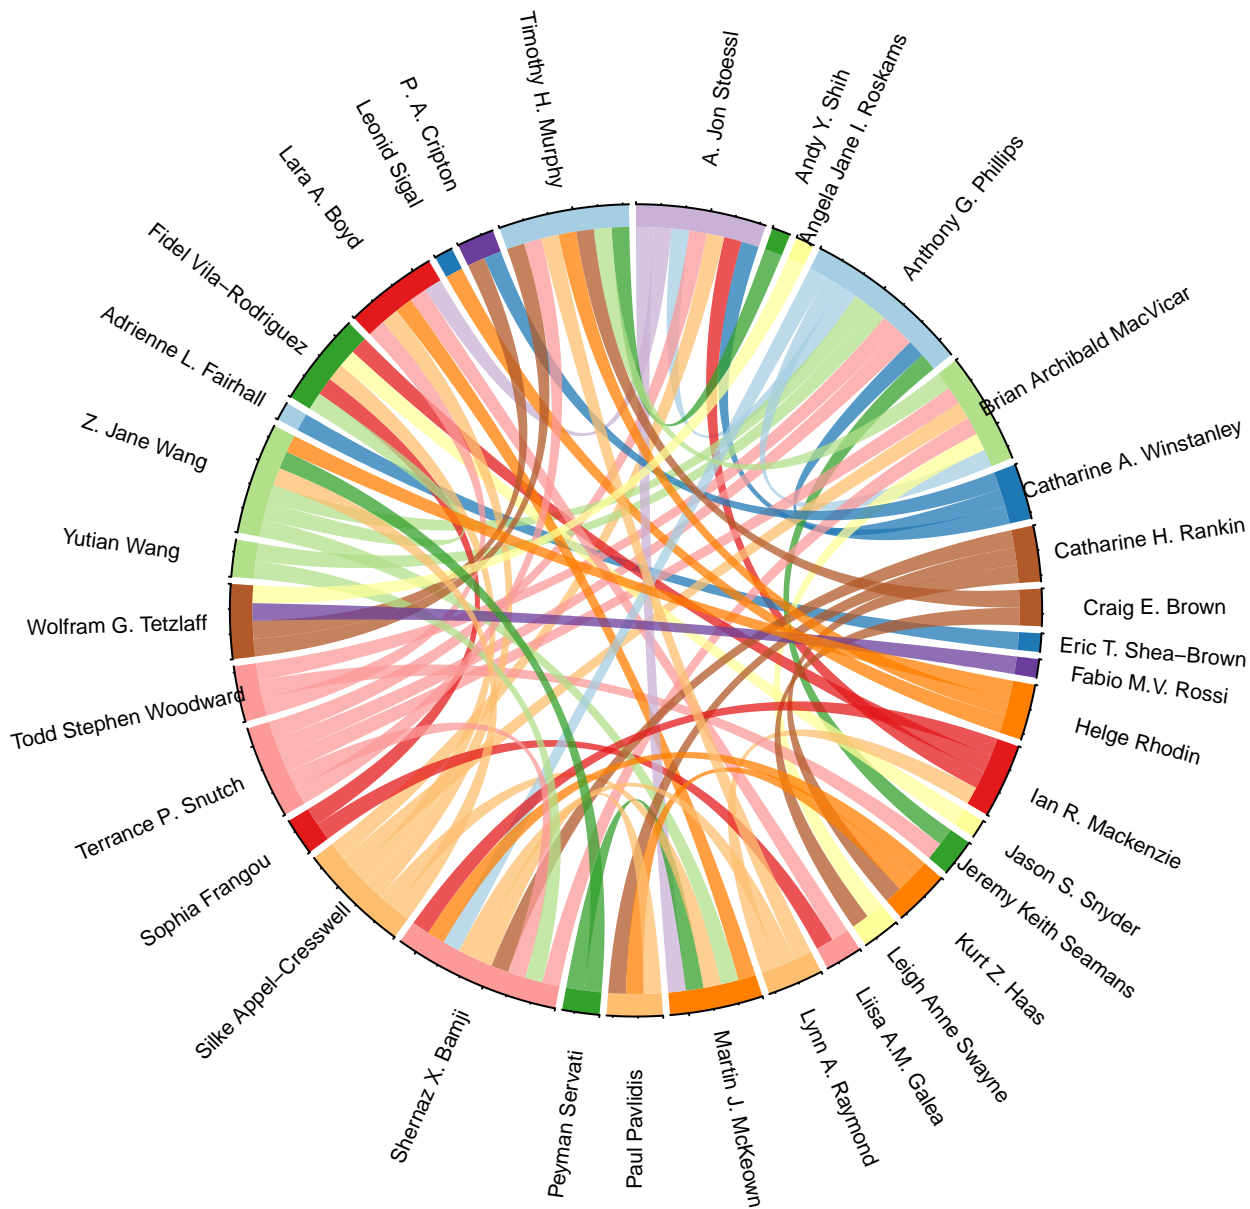 Timothy H. Murphy
A. Jon Stoessl
Andy Y. Shih
Angela Jane I. Roskams
Anthony G. Phillips
Brian Archibald MacVicar
Catharine A. Winstanley
Catharine H. Rankin
Craig E. Brown
Eric T. Shea–Brown
Fabio M.V. Rossi
Helge Rhodin
Ian R. Mackenzie
Jason S. Snyder
Jeremy Keith Seamans
Kurt Z. Haas
Leigh Anne Swayne
Liisa A.M. Galea
Lynn A. Raymond
Martin J. McKeown
Paul Pavlidis
Peyman Servati
Shernaz X. Bamji
Silke Appel–Cresswell
Sophia Frangou
Terrance P. Snutch
Todd Stephen Woodward
Wolfram G. Tetzlaff
Yutian Wang
Z. Jane Wang
Adrienne L. Fairhall
Fidel Vila–Rodriguez
Lara A. Boyd
Leonid Sigal
P. A. Cripton